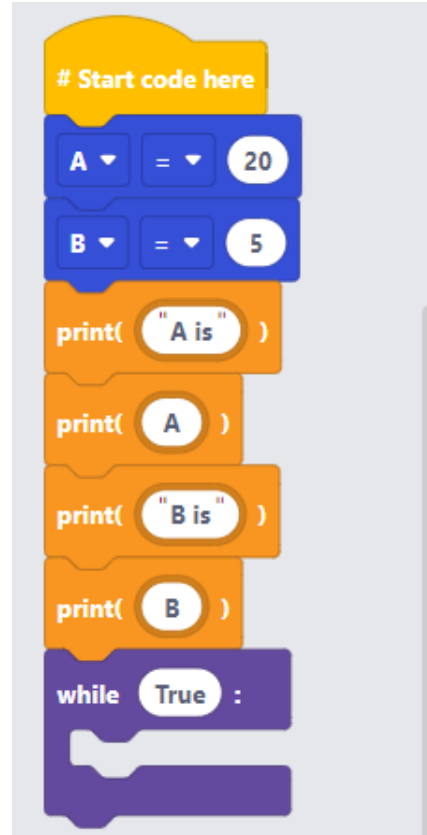 # Start code here
A = 20
B = 5
print( "A is" )
print( A )
print( "B is" )
print( B )
while True :